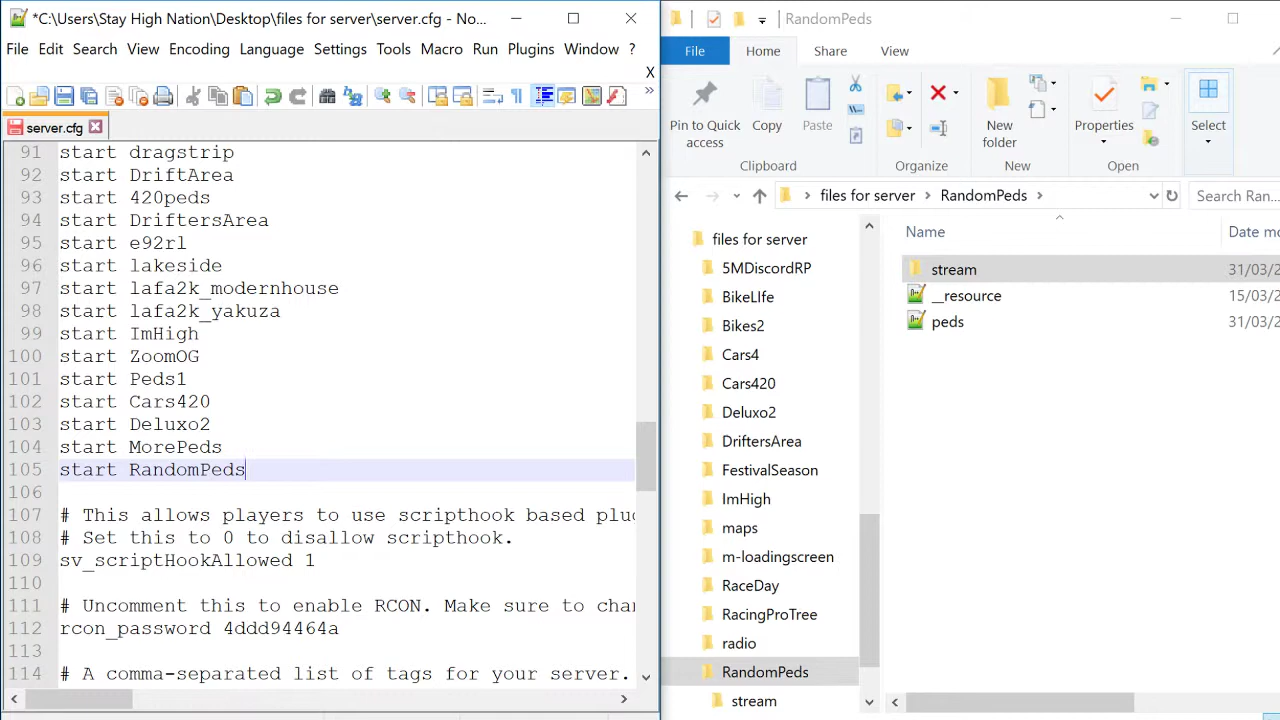 *C:\Users\Stay High Nation\Desktop\files for server\server.cfg - No...
File Edit Search View Encoding Language Settings Tools Macro Run Plugins Window ?
X
server.cfg
91 start dragstrip
92 start DriftArea
93 start 420peds
94 start DriftersArea
95 start e92rl
96 start lakeside
97 start lafa2k_modernhouse
98 start lafa2k_yakuza
99 start ImHigh
100 start ZoomOG
101 start Peds1
102 start Cars420
103 start Deluxo2
104 start MorePeds
105 start RandomPeds
106
107 # This allows players to use scripthook based plu
108 # Set this to 0 to disallow scripthook.
109 sv_scriptHookAllowed 1
110
111 # Uncomment this to enable RCON. Make sure to cha
112 rcon_password 4ddd94464a
113
114 # A comma-separated list of tags for your server.
RandomPeds
File Home Share View
Pin to Quick access
Copy
Paste
New folder
Properties
Select
Clipboard Organize New Open
files for server RandomPeds
Search Ran...
files for server
5MDiscordRP
BikeLIfe
Bikes2
Cars4
Cars420
Deluxo2
DriftersArea
FestivalSeason
ImHigh
maps
m-loadingscreen
RaceDay
RacingProTree
radio
RandomPeds
stream
Name Date mo
stream 31/03/2
__resource 15/03/2
peds 31/03/2